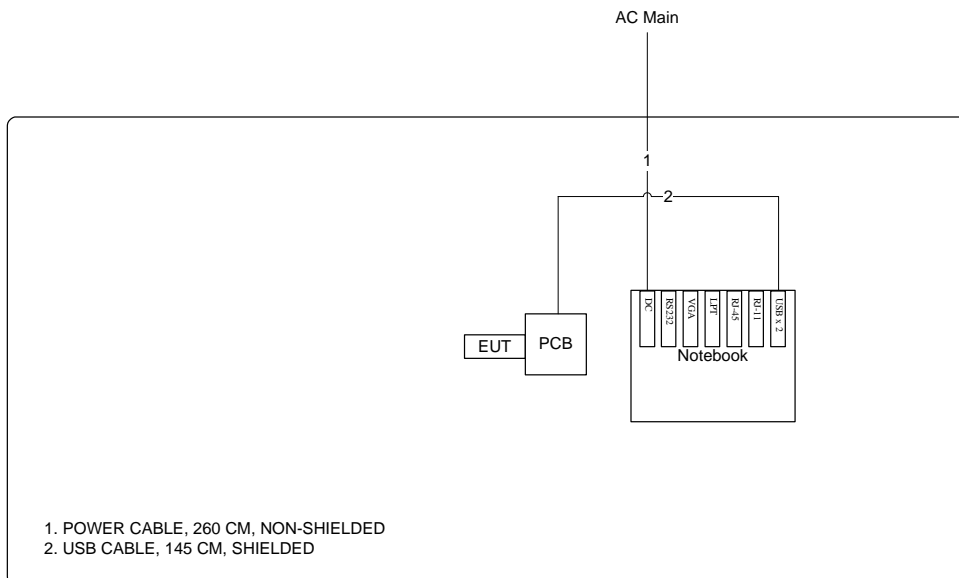 AC Main
1
2
DC
RS232
VGA
LPT
RJ-45
RJ-11
USB x 2
EUT
PCB
Notebook
1. POWER CABLE, 260 CM, NON-SHIELDED
2. USB CABLE, 145 CM, SHIELDED